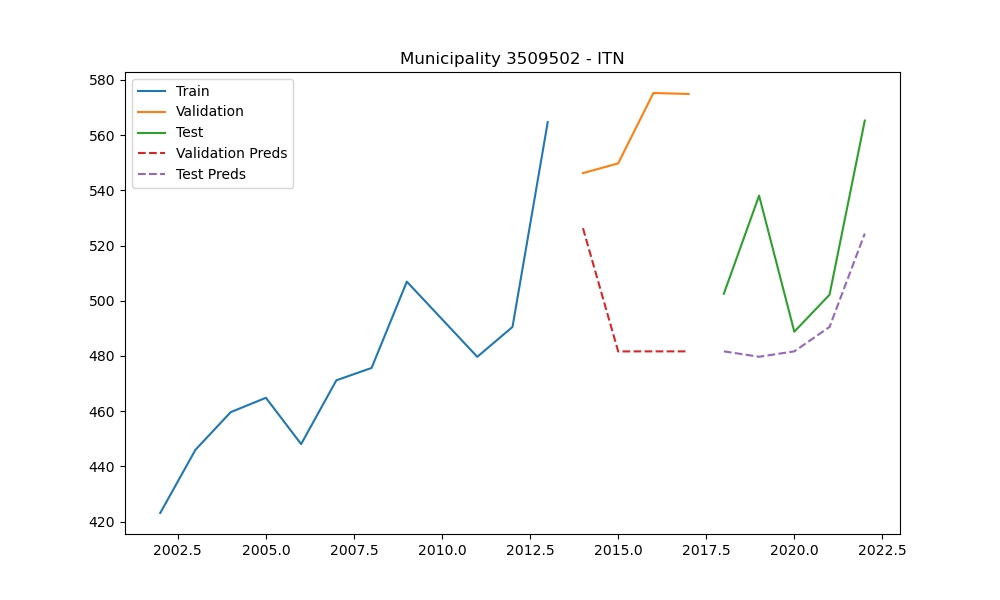 Municipality 3509502 - ITN
Train
Validation
Test
Validation Preds
Test Preds
580
560
540
520
500
480
460
440
420
2002.5 2005.0 2007.5 2010.0 2012.5 2015.0 2017.5 2020.0 2022.5